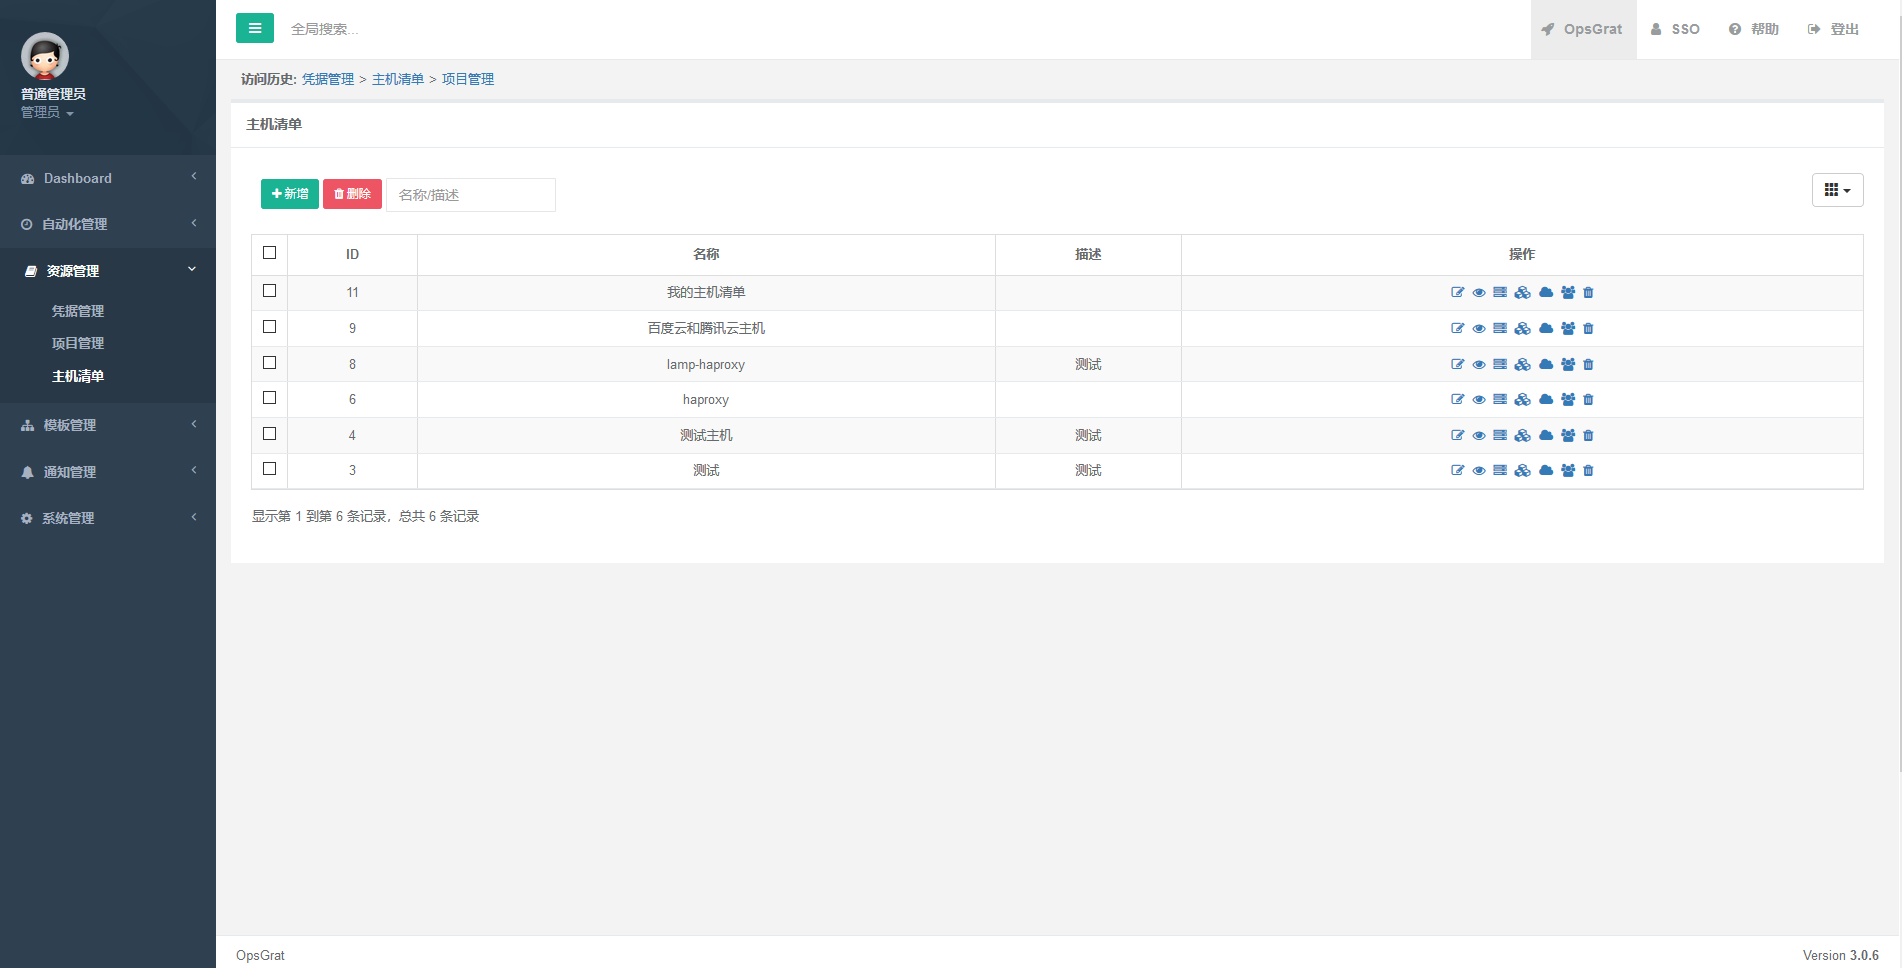 全局搜索...
OpsGrat
SSO
帮助
登出
普通管理员
管理员
Dashboard
自动化管理
资源管理
凭据管理
项目管理
主机清单
模板管理
通知管理
系统管理
访问历史: 凭据管理 > 主机清单 > 项目管理
主机清单
新增 删除 名称/描述
ID 名称 描述 操作
11 我的主机清单
9 百度云和腾讯云主机
8 lamp-haproxy 测试
6 haproxy
4 测试主机 测试
3 测试 测试
显示第 1 到第 6 条记录，总共 6 条记录
OpsGrat
Version 3.0.6